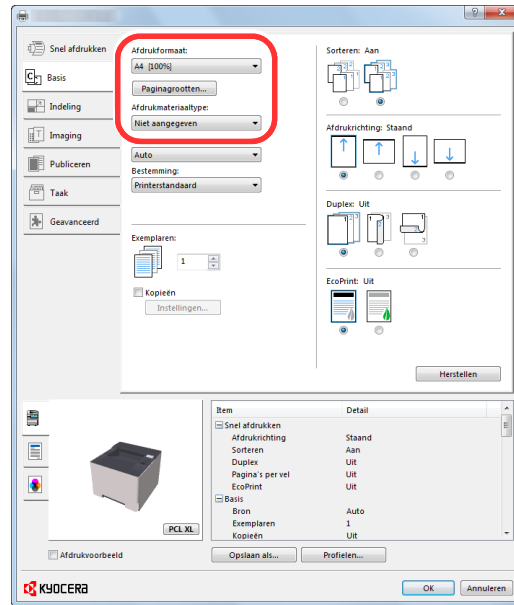 Snel afdrukken
Basis
Indeling
Imaging
Publiceren
Taak
Geavanceerd
Afdrukformaat:
A4 [100%]
Paginagrootten...
Afdrukmateriaaltype:
Niet aangegeven
Auto
Bestemming:
Printerstandaard
Exemplaren:
1
Kopieën
Instellingen...
Sorteren: Aan
Afdrukrichting: Staand
Duplex: Uit
EcoPrint: Uit
Herstellen
PCL XL
Afdrukvoorbeeld
Item Detail
Snel afdrukken
Afdrukrichting Staand
Sorteren Aan
Duplex Uit
Pagina's per vel Uit
EcoPrint Uit
Basis
Bron Auto
Exemplaren 1
Kopieën Uit
Opslaan als... Profielen...
KYOCERA
OK Annuleren